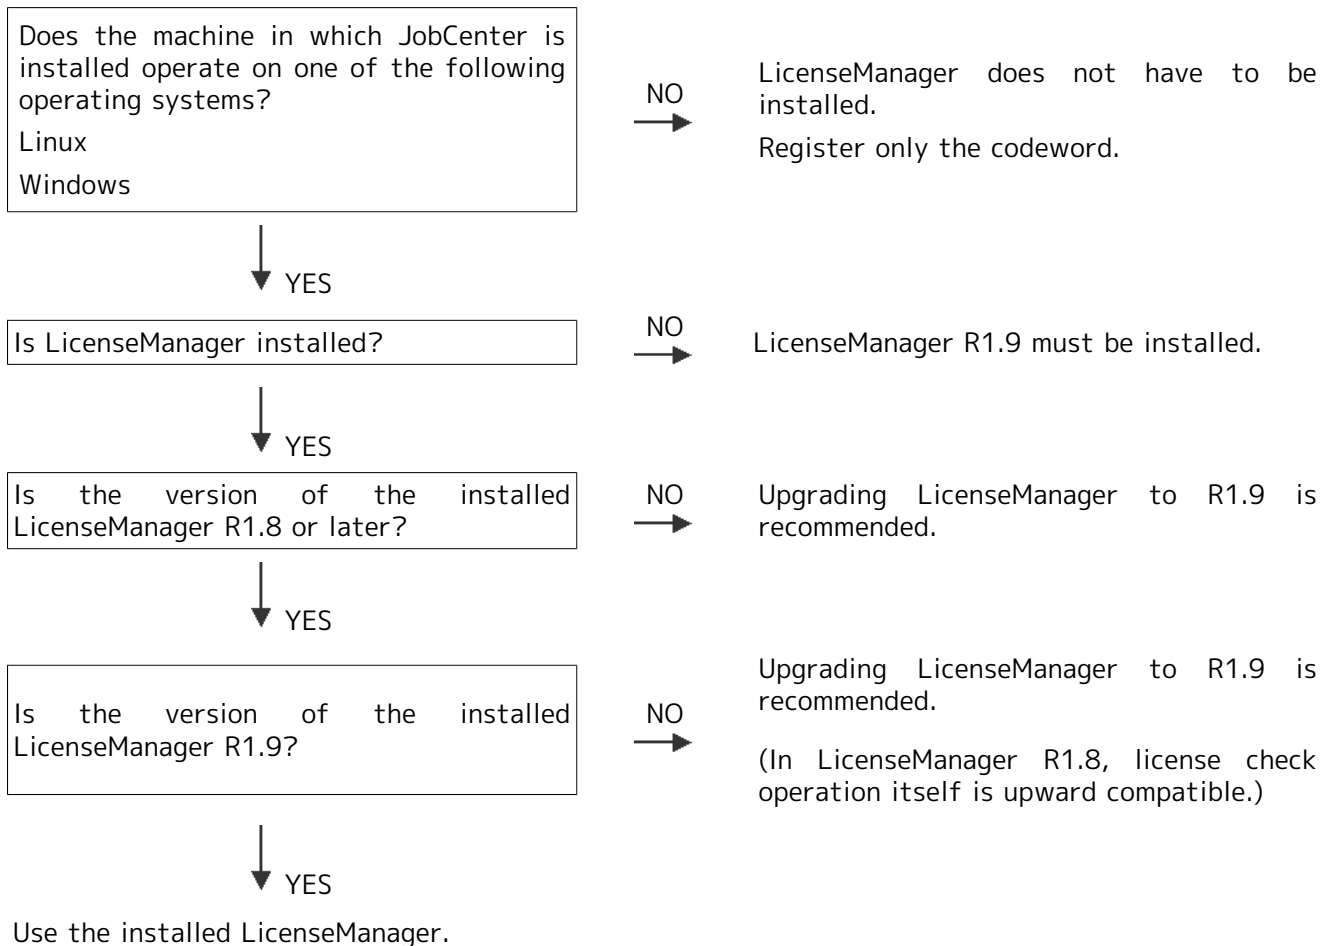 Does the machine in which JobCenter is
installed operate on one of the following
operating systems?
Linux
Windows
NO
LicenseManager does not have to be
installed.
Register only the codeword.
YES
Is LicenseManager installed?
NO
LicenseManager R1.9 must be installed.
YES
Is the version of the installed
LicenseManager R1.8 or later?
NO
Upgrading LicenseManager to R1.9 is
recommended.
YES
Is the version of the installed
LicenseManager R1.9?
NO
Upgrading LicenseManager to R1.9 is
recommended.
(In LicenseManager R1.8, license check
operation itself is upward compatible.)
YES
Use the installed LicenseManager.